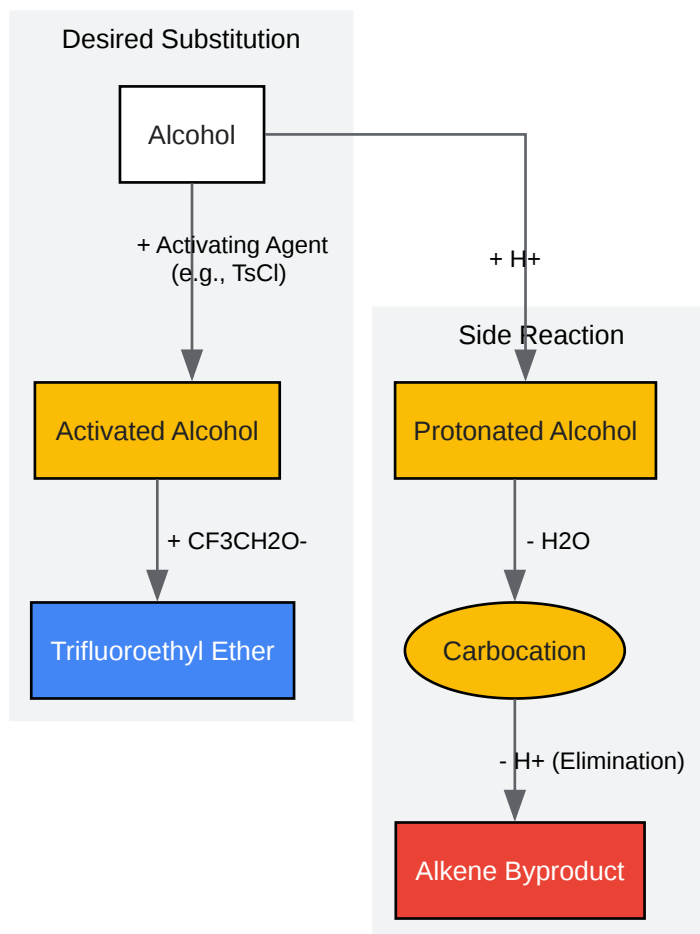 Desired Substitution
Alcohol
+ Activating Agent
(e.g., TsCl)
+ H+
Side Reaction
Activated Alcohol
Protonated Alcohol
+ CF3CH2O-
- H2O
Trifluoroethyl Ether
Carbocation
- H+ (Elimination)
Alkene Byproduct